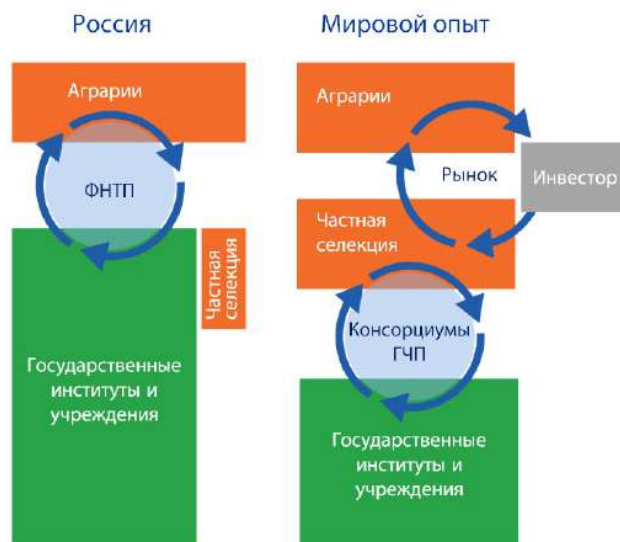 Россия
Аграрии
ФНТП
Частная
селекция
Государственные
институты и
учреждения
Мировой опыт
Аграрии
Рынок
Инвестор
Частная
селекция
Консорциумы
ГЧП
Государственные
институты и
учреждения